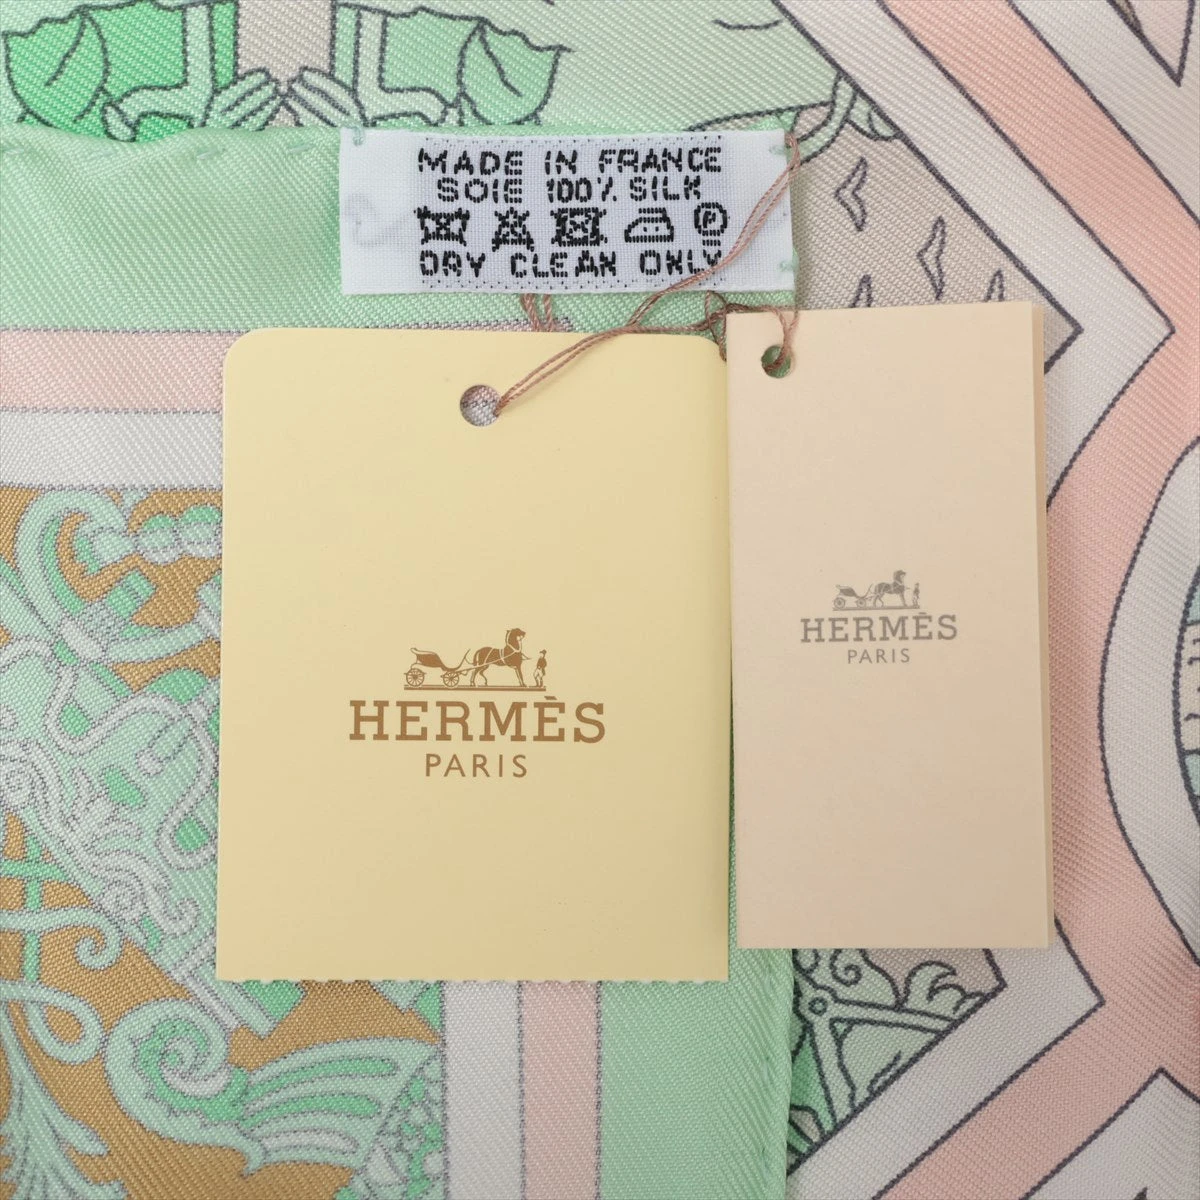 MADE IN FRANCE
SOIE 100% SILK
P
DRY CLEAN ONLY
HERMÈS
PARIS
HERMÈS
PARIS